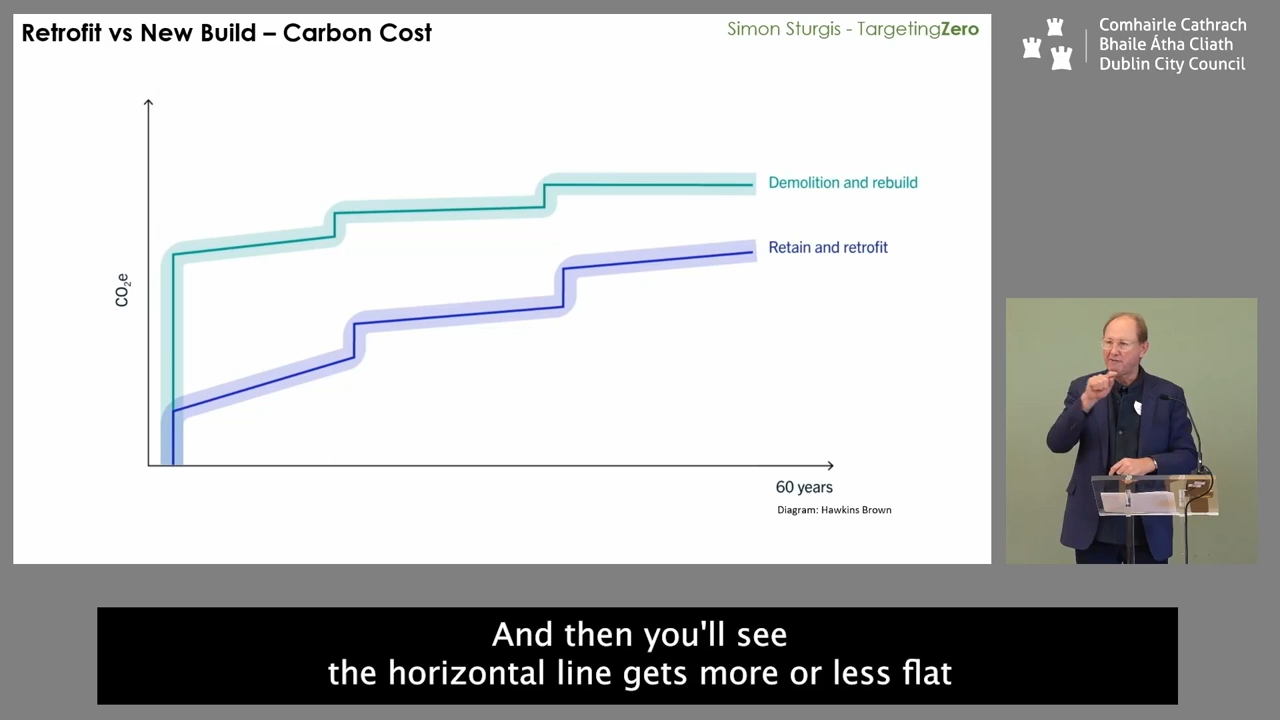 Retrofit vs New Build – Carbon Cost
Simon Sturgis - TargetingZero
Comhairle Cathrach
Bhaile Átha Cliath
Dublin City Council
Demolition and rebuild
Retain and retrofit
CO₂e
60 years
Diagram: Hawkins Brown
And then you'll see
the horizontal line gets more or less flat